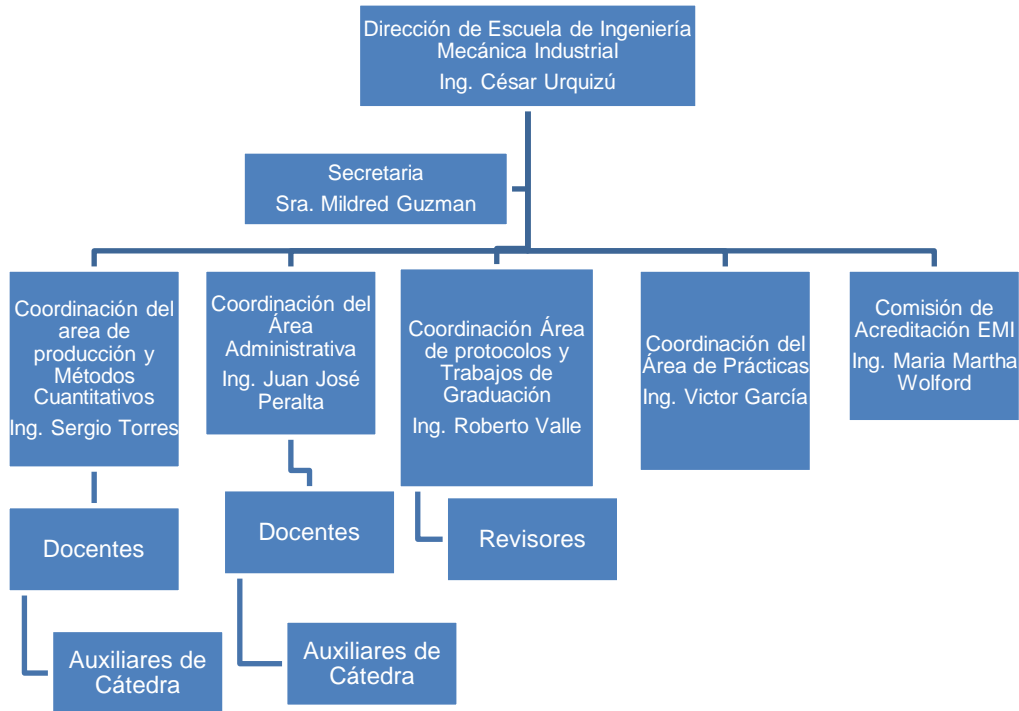 Dirección de Escuela de Ingeniería
Mecánica Industrial
Ing. César Urquizú
Secretaria
Sra. Mildred Guzman
Coordinación del
area de
producción y
Métodos
Cuantitativos
Ing. Sergio Torres
Coordinación del
Área
Administrativa
Ing. Juan José
Peralta
Coordinación Área
de protocolos y
Trabajos de
Graduación
Ing. Roberto Valle
Coordinación del
Área de Prácticas
Ing. Victor García
Comisión de
Acreditación EMI
Ing. Maria Martha
Wolford
Docentes
Docentes
Revisores
Auxiliares de
Cátedra
Auxiliares de
Cátedra